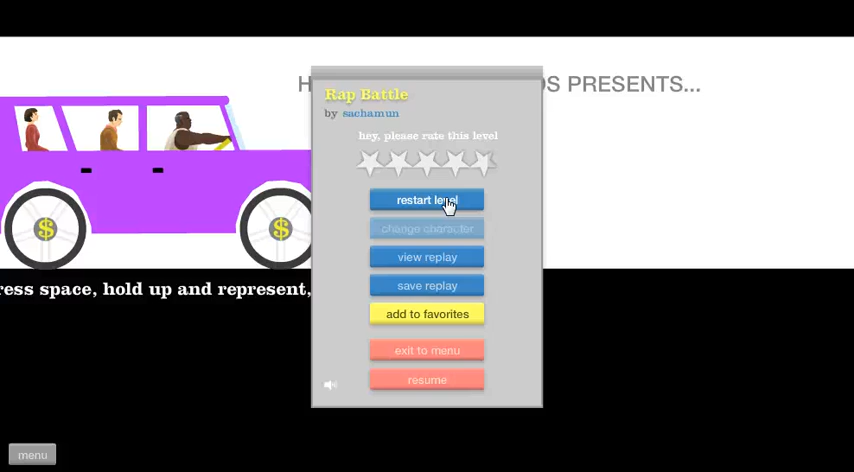 H
DS PRESENTS...
Rap Battle
by sachamun
hey, please rate this level
restart level
change character
view replay
save replay
ress space, hold up and represent,
add to favorites
exit to menu
resume
menu
$
$